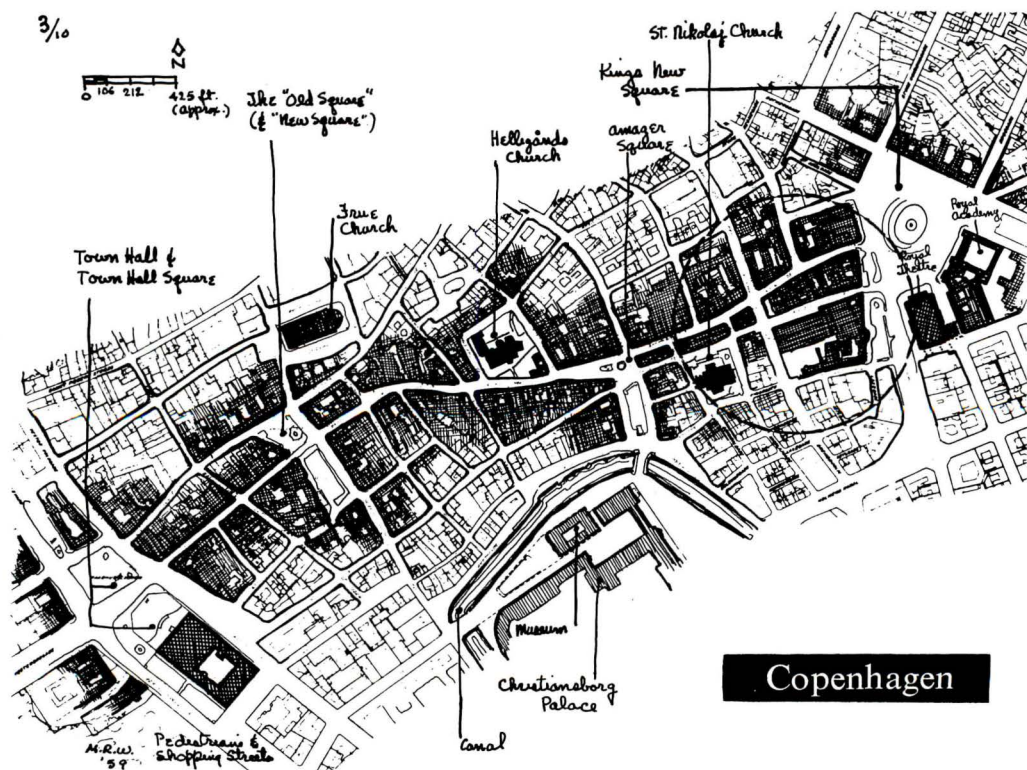 3/10
N
0 106 212 425 ft.
(approx.)
The "Old Square"
(& "New Square")
St. Nikolaj Church
Kings New
Square
Helligånds
Church
amager
Square
Frue
Church
Royal
Academy
Royal
Theatre
Town Hall &
Town Hall Square
Museum
Christiansborg
Palace
Canal
Copenhagen
M.R.W.
'59
Pedestrian &
Shopping Streets